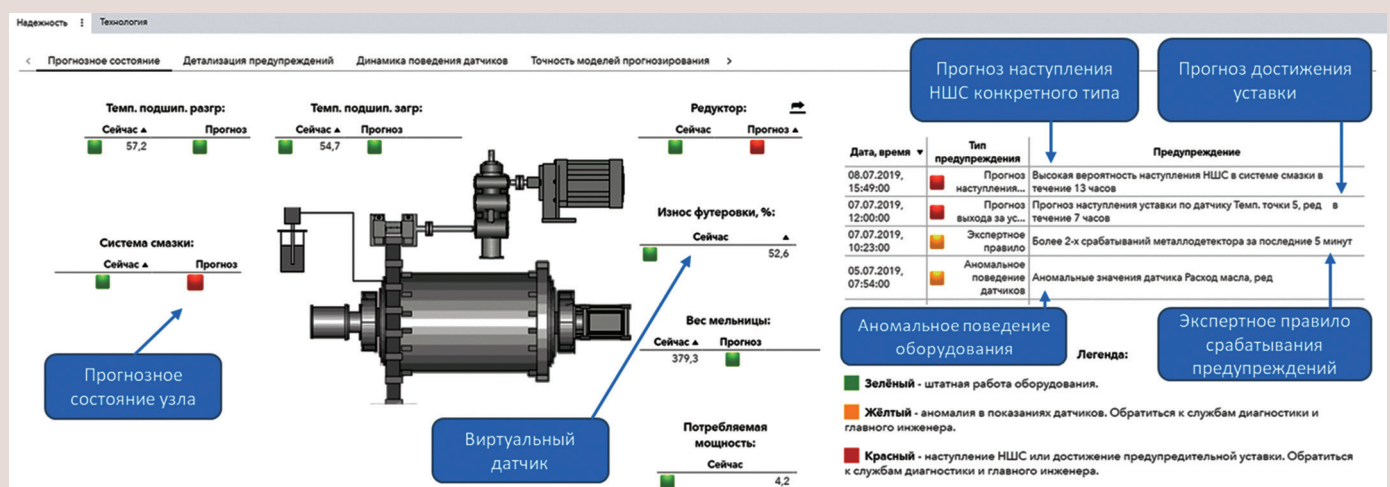 Надежность
Технология
Прогнозное состояние
Детализация предупреждений
Динамика поведения датчиков
Точность моделей прогнозирования
Темп. подшип. разгр:
Сейчас
Прогноз
57,2
Темп. подшип. загр:
Сейчас
Прогноз
54,7
Редуктор:
Сейчас
Прогноз
Износ футеровки, %:
Сейчас
52,6
Система смазки:
Сейчас
Прогноз
Вес мельницы:
Сейчас
Прогноз
379,3
Потребляемая
мощность:
Сейчас
4,2
Прогнозное
состояние узла
Виртуальный
датчик
Прогноз наступления
НШС конкретного типа
Прогноз достижения
уставки
Дата, время
Тип
предупреждения
Предупреждение
08.07.2019,
15:49:00
Прогноз
наступления...
Высокая вероятность наступления НШС в системе смазки в
течение 13 часов
07.07.2019,
12:00:00
Прогноз
выхода за ус...
Прогноз наступления уставки по датчику Темп. точки 5, ред в
течение 7 часов
07.07.2019,
10:23:00
Экспертное
правило
Более 2-х срабатываний металлодетектора за последние 5 минут
05.07.2019,
07:54:00
Аномальное
поведение
датчиков
Аномальные значения датчика Расход масла, ред
Аномальное поведение
оборудования
Экспертное правило
срабатывания
предупреждений
Легенда:
Зелёный - штатная работа оборудования.
Жёлтый - аномалия в показаниях датчиков. Обратиться к службам диагностики и
главного инженера.
Красный - наступление НШС или достижение предупредительной уставки. Обратиться
к службам диагностики и главного инженера.